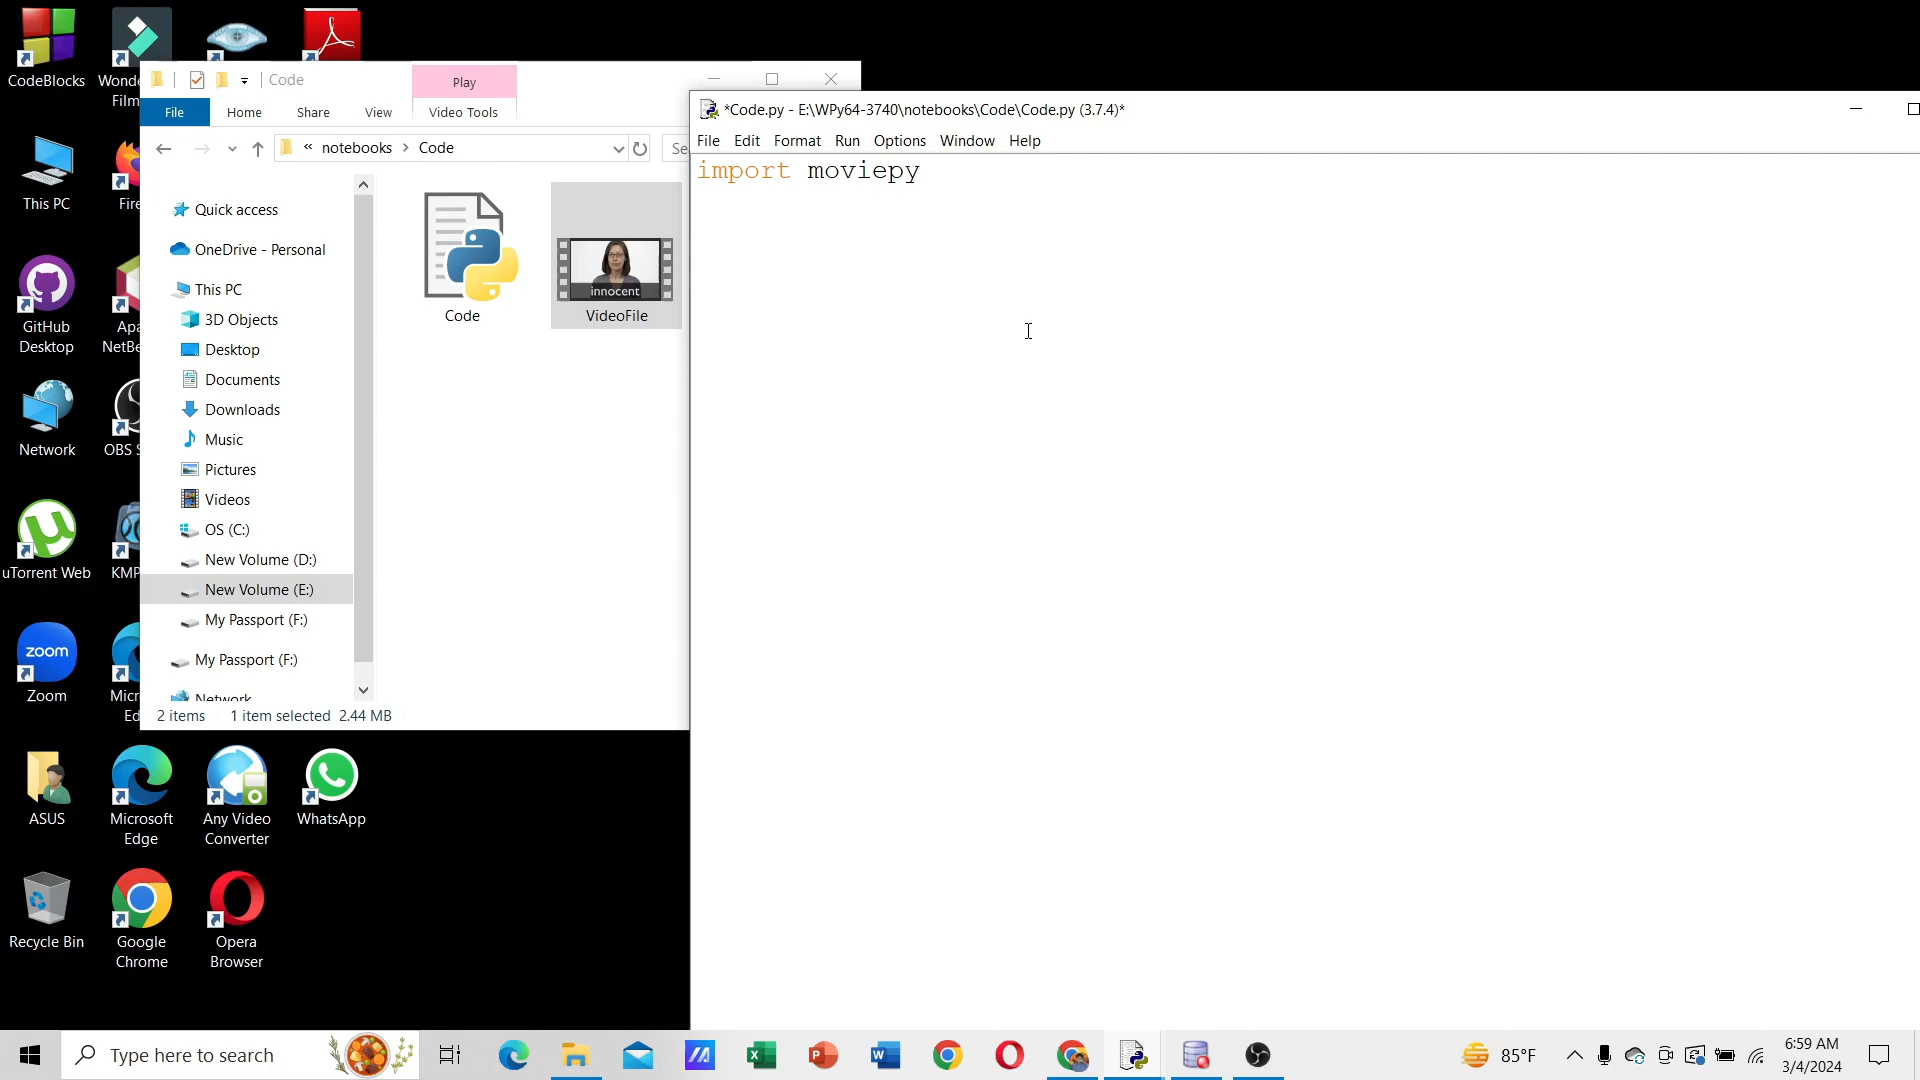 CodeBlocks
Code
Play
File
Home
Share
View
Video Tools
« notebooks > Code
Se
Quick access
OneDrive - Personal
This PC
3D Objects
Desktop
Documents
Downloads
Music
Pictures
Videos
OS (C:)
New Volume (D:)
New Volume (E:)
My Passport (F:)
My Passport (F:)
Network
Code
innocent
VideoFile
2 items
1 item selected 2.44 MB
*Code.py - E:\WPy64-3740\notebooks\Code\Code.py (3.7.4)*
File
Edit
Format
Run
Options
Window
Help
import moviepy
This PC
GitHub
Desktop
Network
OBS S
uTorrent Web
zoom
Zoom
ASUS
Microsoft
Edge
Any Video
Converter
WhatsApp
Recycle Bin
Google
Chrome
Opera
Browser
Type here to search
85°F
6:59 AM
3/4/2024